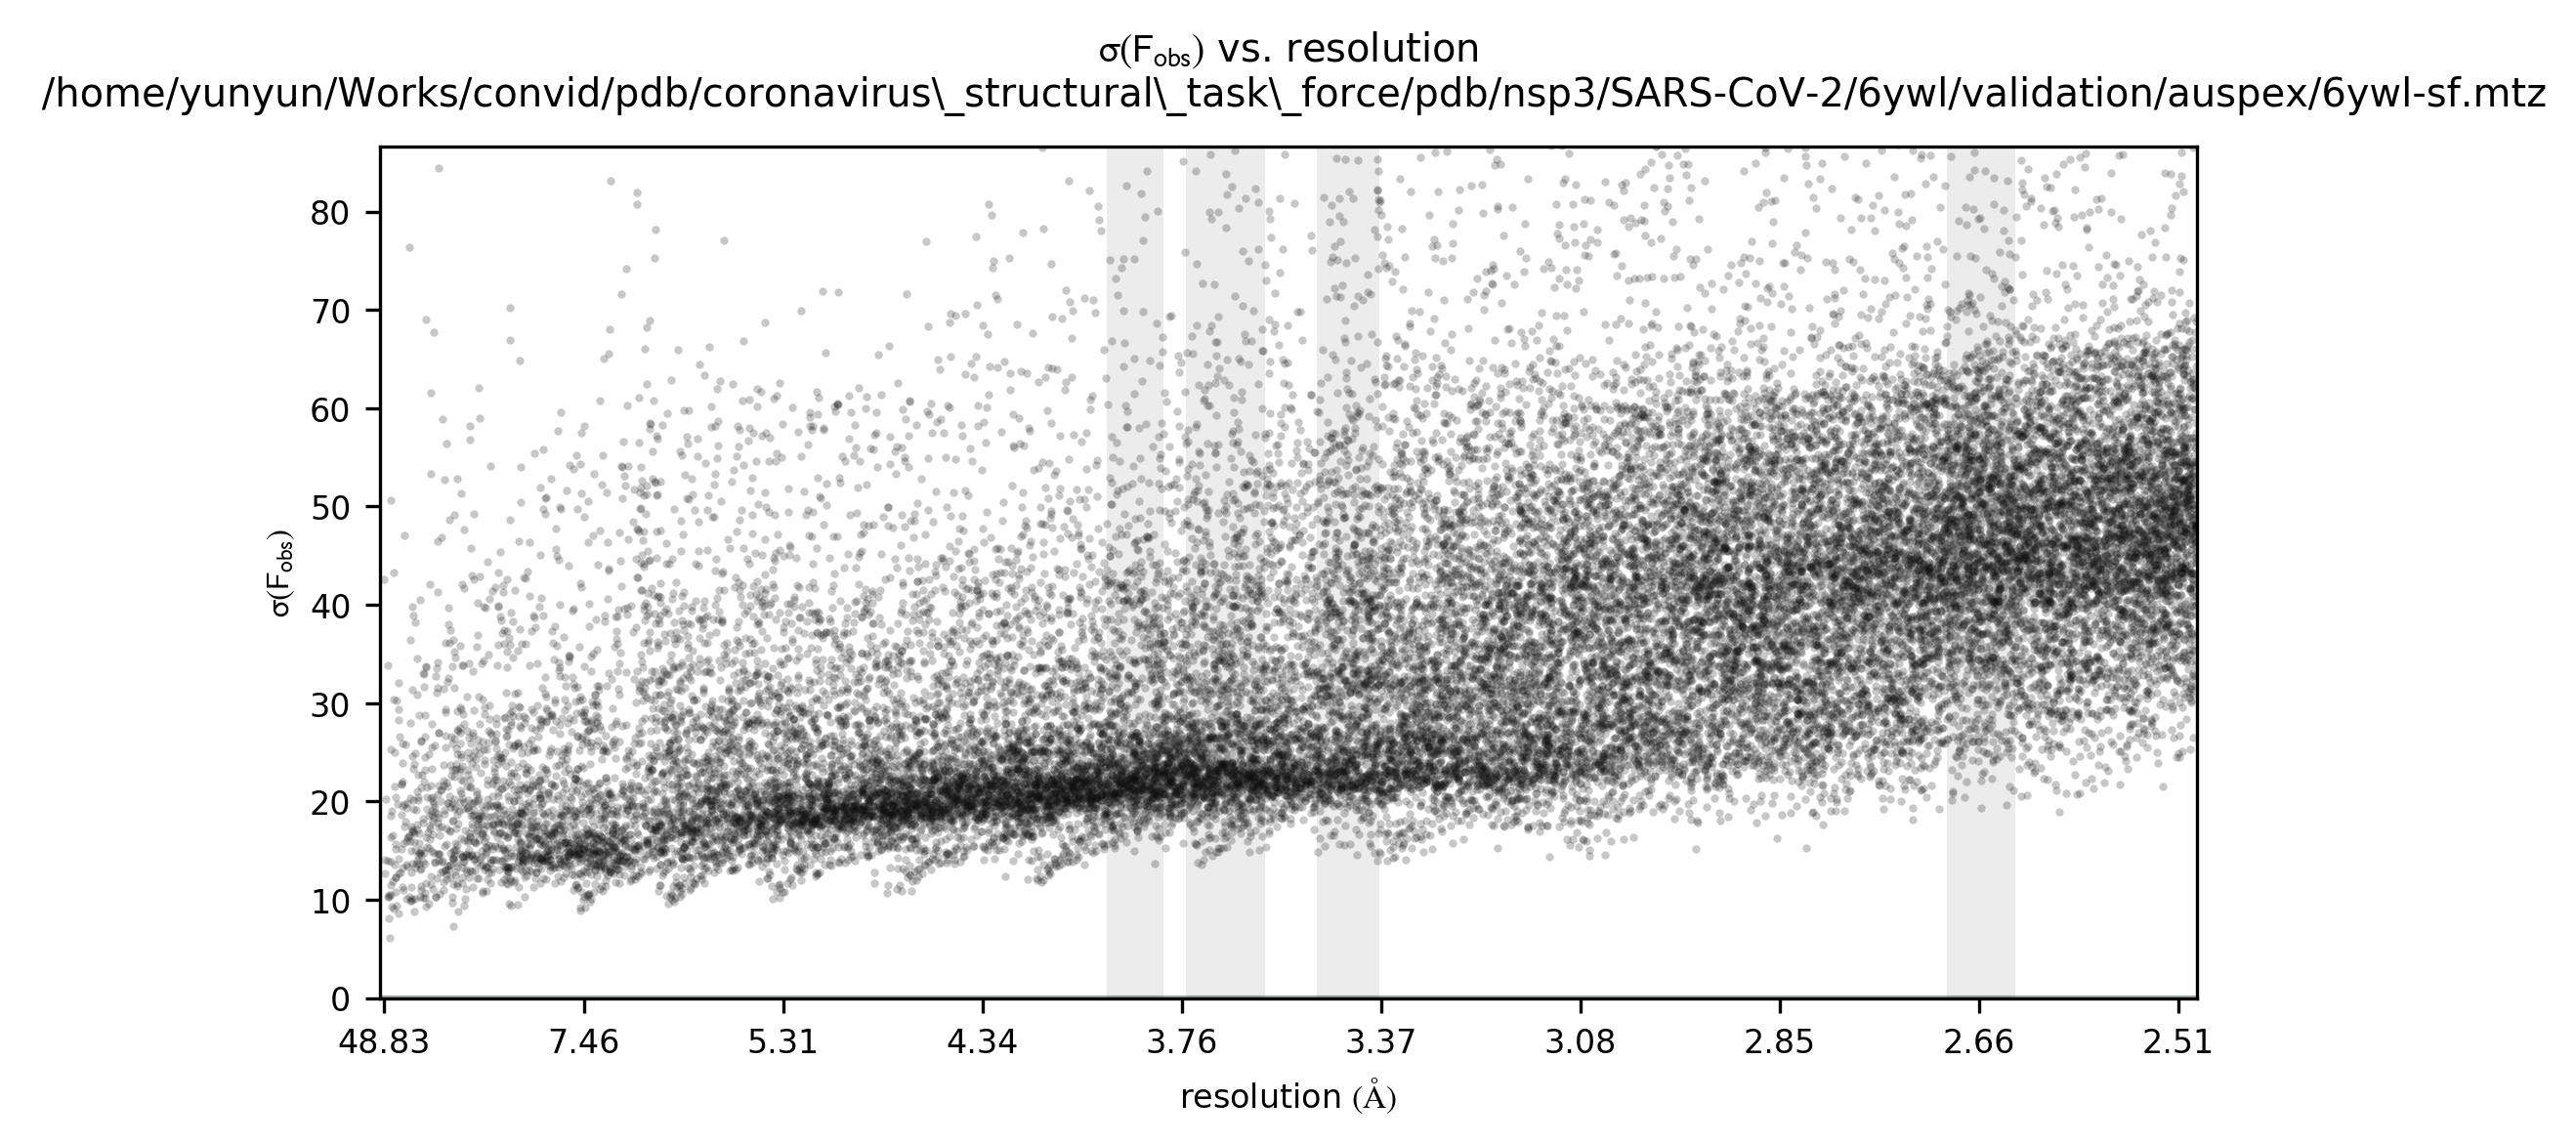 σ(Fobs) vs. resolution
/home/yunyun/Works/convid/pdb/coronavirus\_structural\_task\_force/pdb/nsp3/SARS-CoV-2/6ywl/validation/auspex/6ywl-sf.mtz
σ(Fobs)
80
70
60
50
40
30
20
10
0
48.83 7.46 5.31 4.34 3.76 3.37 3.08 2.85 2.66 2.51
resolution (Å)